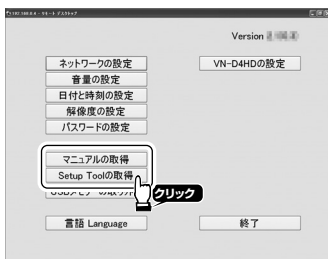 Version
ネットワークの設定
VN-D4HDの設定
音量の設定
日付と時刻の設定
解像度の設定
パスワードの設定
マニュアルの取得
Setup Toolの取得
クリック
言語 Language
終了